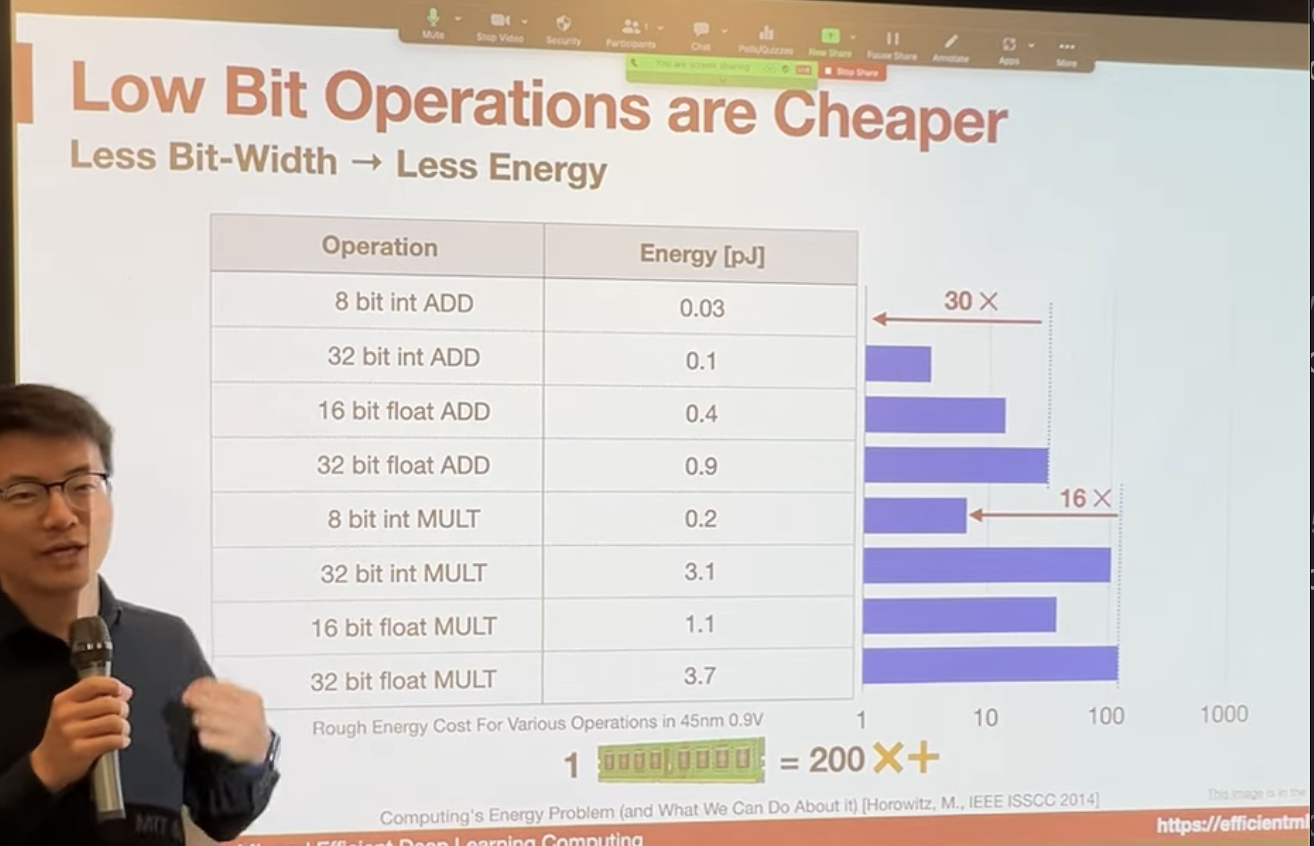 Mute
Stop Video
Security
Participants
1
Chat
Polls/Quizzes
New Share
Pause Share
Annotate
Apps
More
You are screen sharing
Stop Share
Low Bit Operations are Cheaper
Less Bit-Width → Less Energy
Operation Energy [pJ]
8 bit int ADD 0.03
30 ×
32 bit int ADD 0.1
16 bit float ADD 0.4
32 bit float ADD 0.9
16 ×
8 bit int MULT 0.2
32 bit int MULT 3.1
16 bit float MULT 1.1
32 bit float MULT 3.7
Rough Energy Cost For Various Operations in 45nm 0.9V
1 10 100 1000
1 = 200 ×+
This image is in the
Computing's Energy Problem (and What We Can Do About it) [Horowitz, M., IEEE ISSCC 2014]
https://efficientml
Efficient Deep Learning Computing
MIT